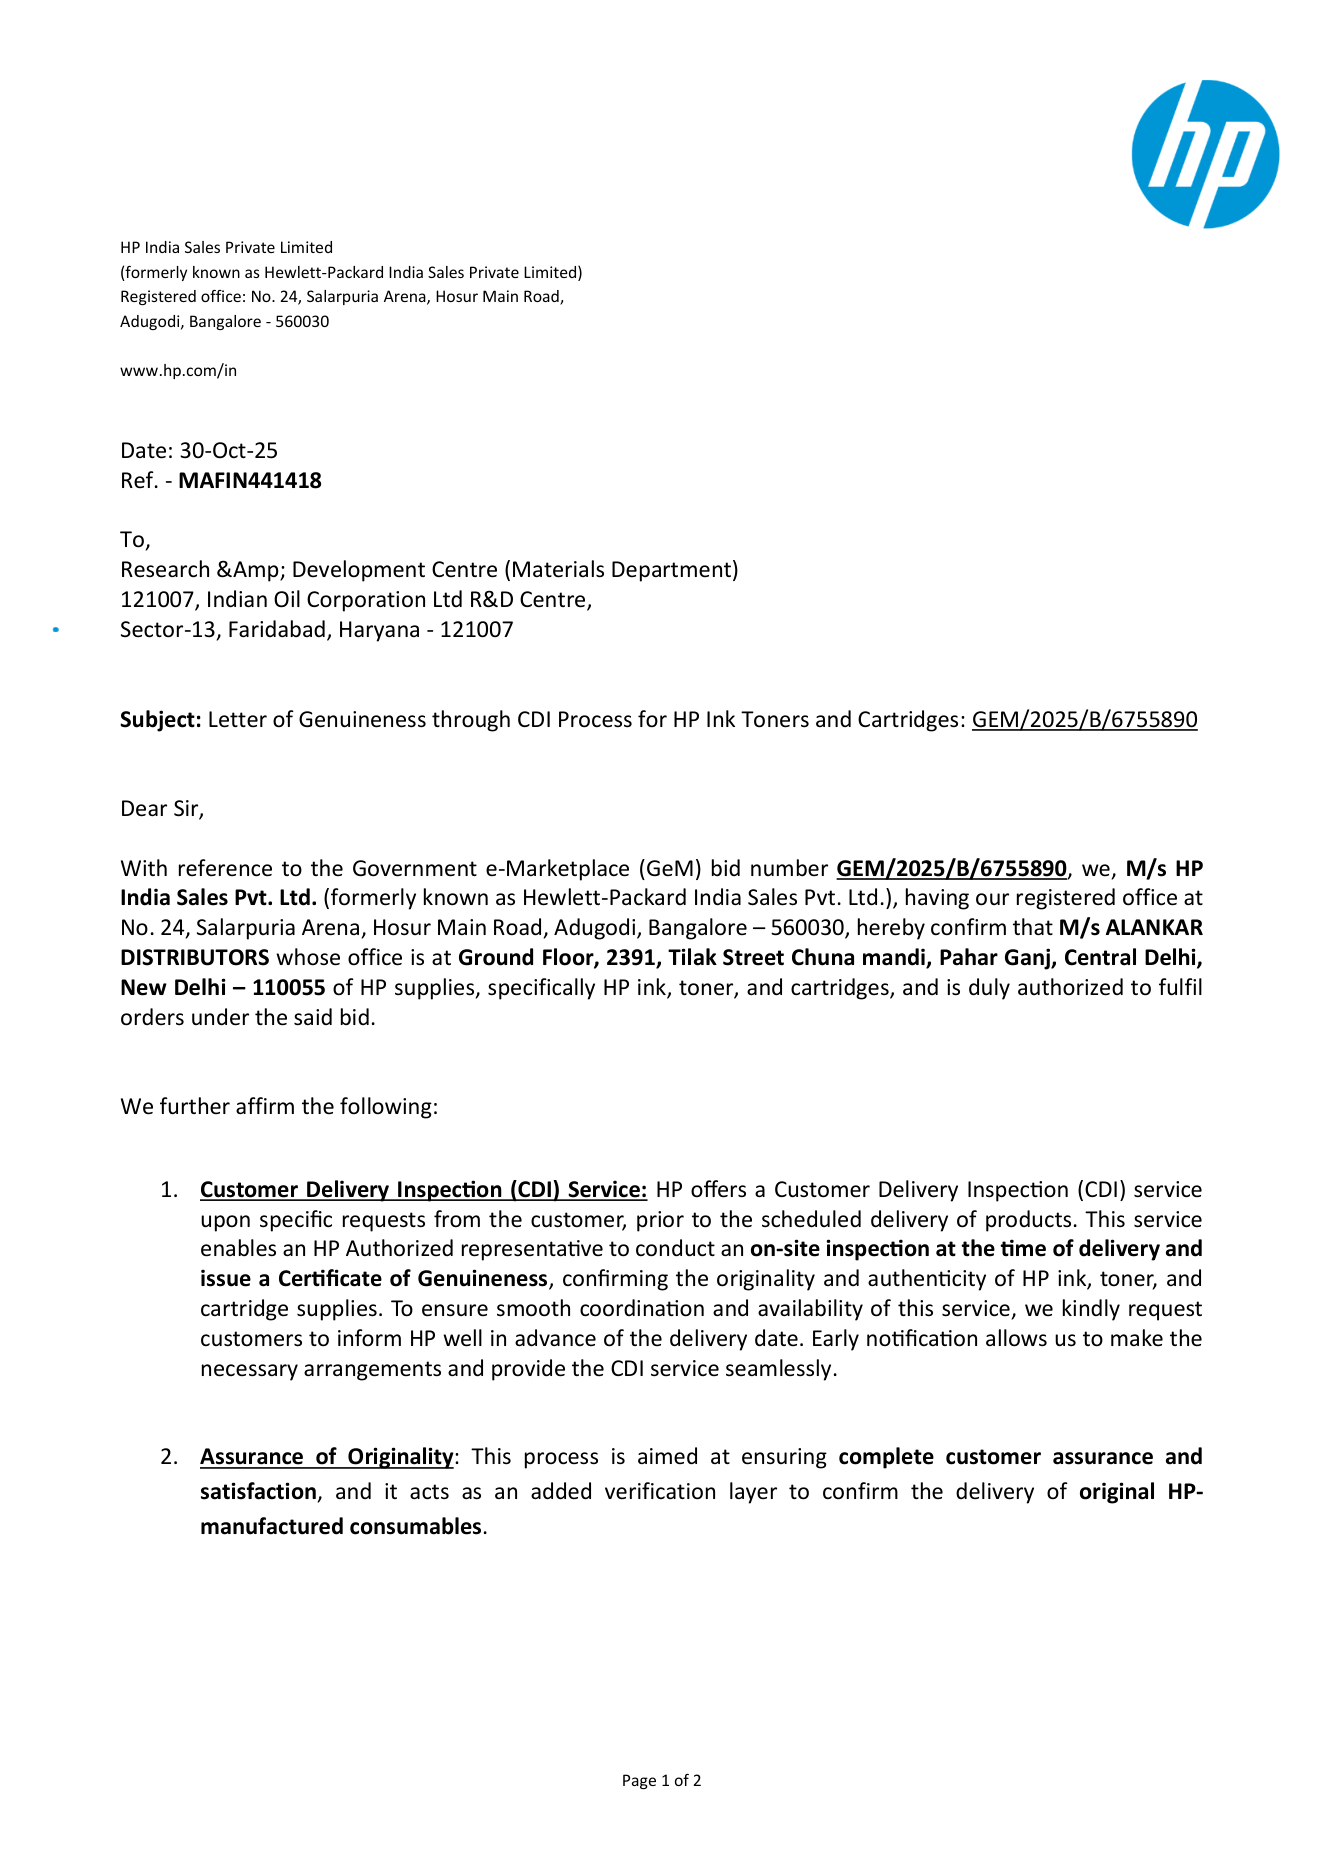 hp
HP India Sales Private Limited
(formerly known as Hewlett-Packard India Sales Private Limited)
Registered office: No. 24, Salarpuria Arena, Hosur Main Road,
Adugodi, Bangalore - 560030
www.hp.com/in
Date: 30-Oct-25
Ref. - MAFIN441418
To,
Research &Amp; Development Centre (Materials Department)
121007, Indian Oil Corporation Ltd R&D Centre,
Sector-13, Faridabad, Haryana - 121007
Subject: Letter of Genuineness through CDI Process for HP Ink Toners and Cartridges: GEM/2025/B/6755890
Dear Sir,
With reference to the Government e-Marketplace (GeM) bid number GEM/2025/B/6755890, we, M/s HP
India Sales Pvt. Ltd. (formerly known as Hewlett-Packard India Sales Pvt. Ltd.), having our registered office at
No. 24, Salarpuria Arena, Hosur Main Road, Adugodi, Bangalore – 560030, hereby confirm that M/s ALANKAR
DISTRIBUTORS whose office is at Ground Floor, 2391, Tilak Street Chuna mandi, Pahar Ganj, Central Delhi,
New Delhi – 110055 of HP supplies, specifically HP ink, toner, and cartridges, and is duly authorized to fulfil
orders under the said bid.
We further affirm the following:
1. Customer Delivery Inspection (CDI) Service: HP offers a Customer Delivery Inspection (CDI) service
upon specific requests from the customer, prior to the scheduled delivery of products. This service
enables an HP Authorized representative to conduct an on-site inspection at the time of delivery and
issue a Certificate of Genuineness, confirming the originality and authenticity of HP ink, toner, and
cartridge supplies. To ensure smooth coordination and availability of this service, we kindly request
customers to inform HP well in advance of the delivery date. Early notification allows us to make the
necessary arrangements and provide the CDI service seamlessly.
2. Assurance of Originality: This process is aimed at ensuring complete customer assurance and
satisfaction, and it acts as an added verification layer to confirm the delivery of original HP-
manufactured consumables.
Page 1 of 2